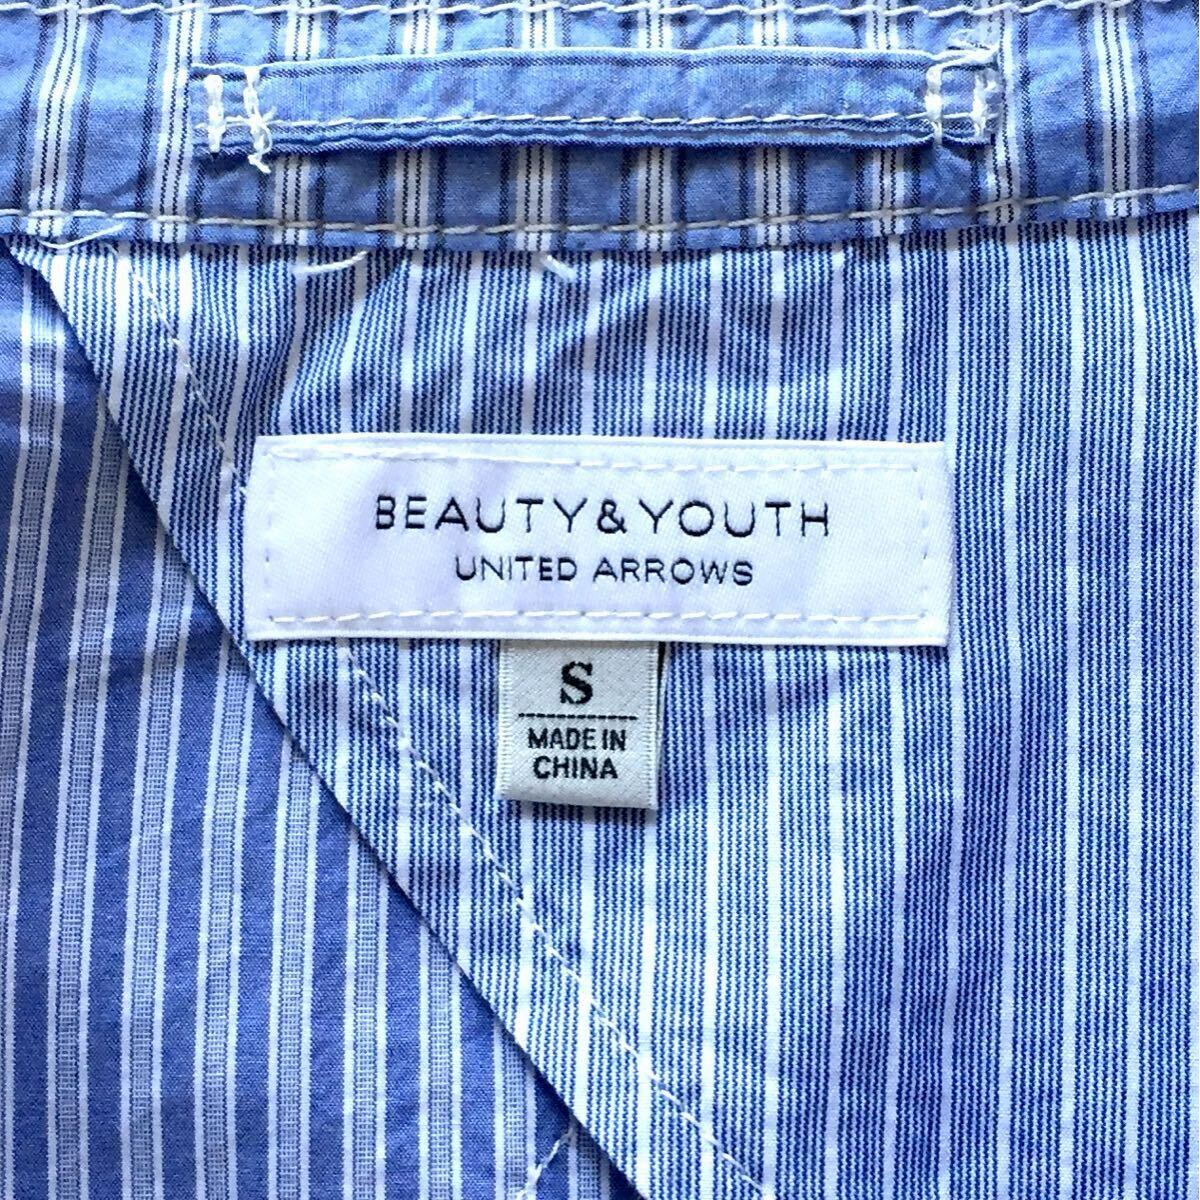 BEAUTY&YOUTH
UNITED ARROWS
S
MADE IN
CHINA